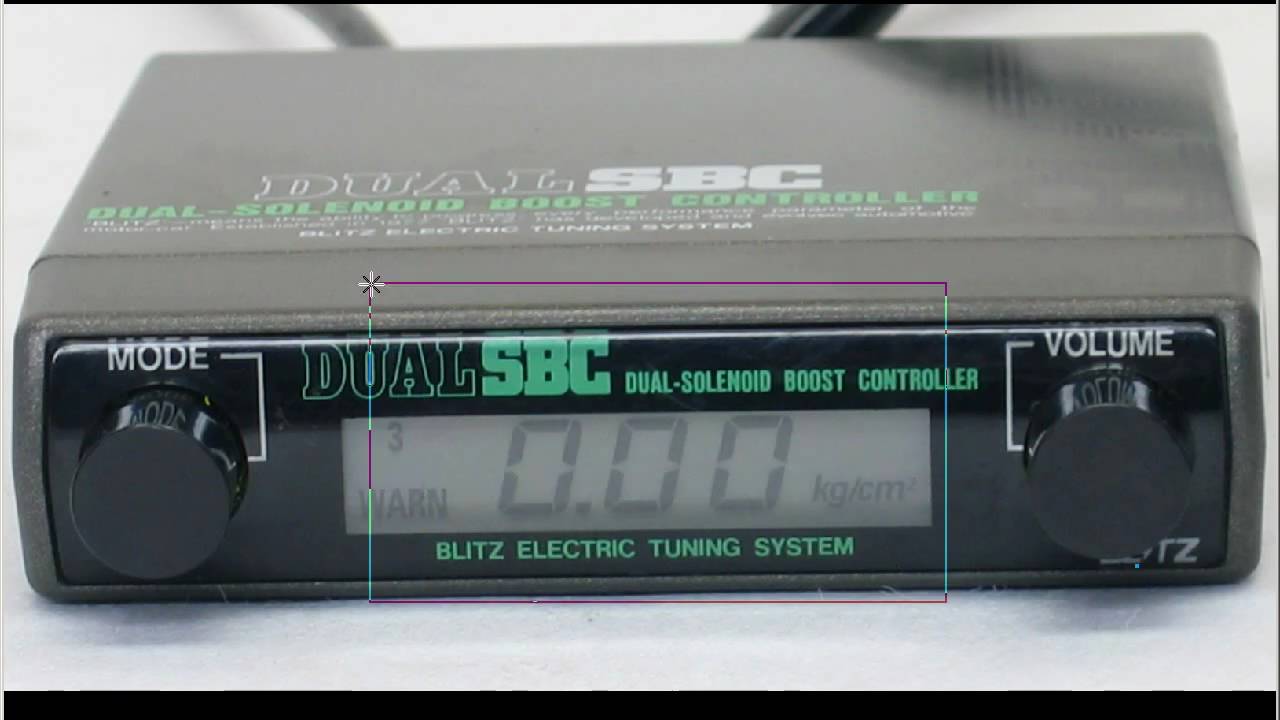 DUAL SBC
DUAL-SOLENOID BOOST CONTROLLER
BLITZ ELECTRIC TUNING SYSTEM
MODE
DUAL SBC DUAL-SOLENOID BOOST CONTROLLER
VOLUME
3
0.00 kg/cm²
WARN
BLITZ ELECTRIC TUNING SYSTEM